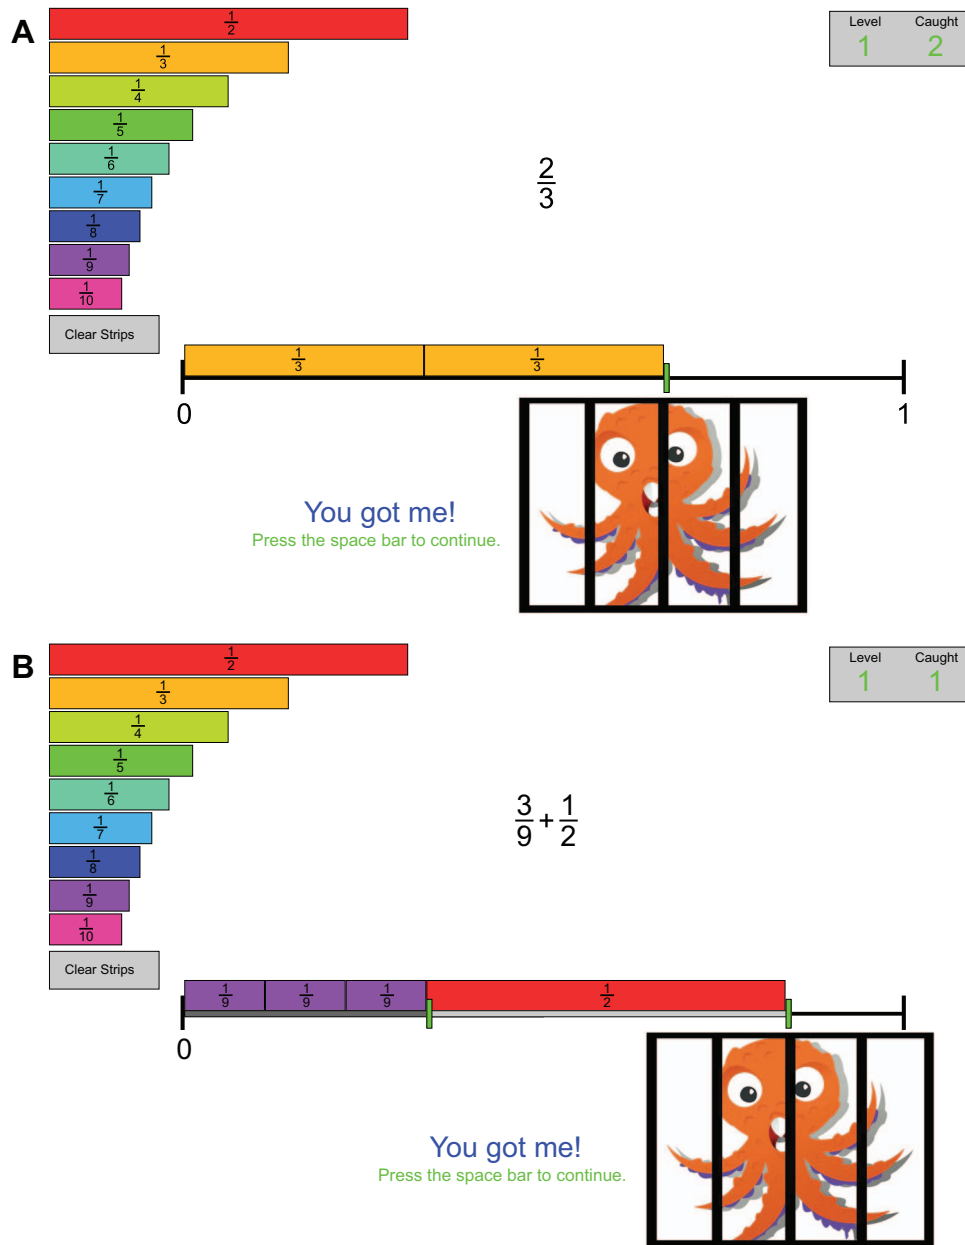 A
1/2
1/3
1/4
1/5
1/6
1/7
1/8
1/9
1/10
Clear Strips
Level Caught
1 2
2/3
1/3 1/3
0 1
You got me!
Press the space bar to continue.
B
1/2
1/3
1/4
1/5
1/6
1/7
1/8
1/9
1/10
Clear Strips
Level Caught
1 1
3/9 + 1/2
1/9 1/9 1/9 1/2
0
You got me!
Press the space bar to continue.